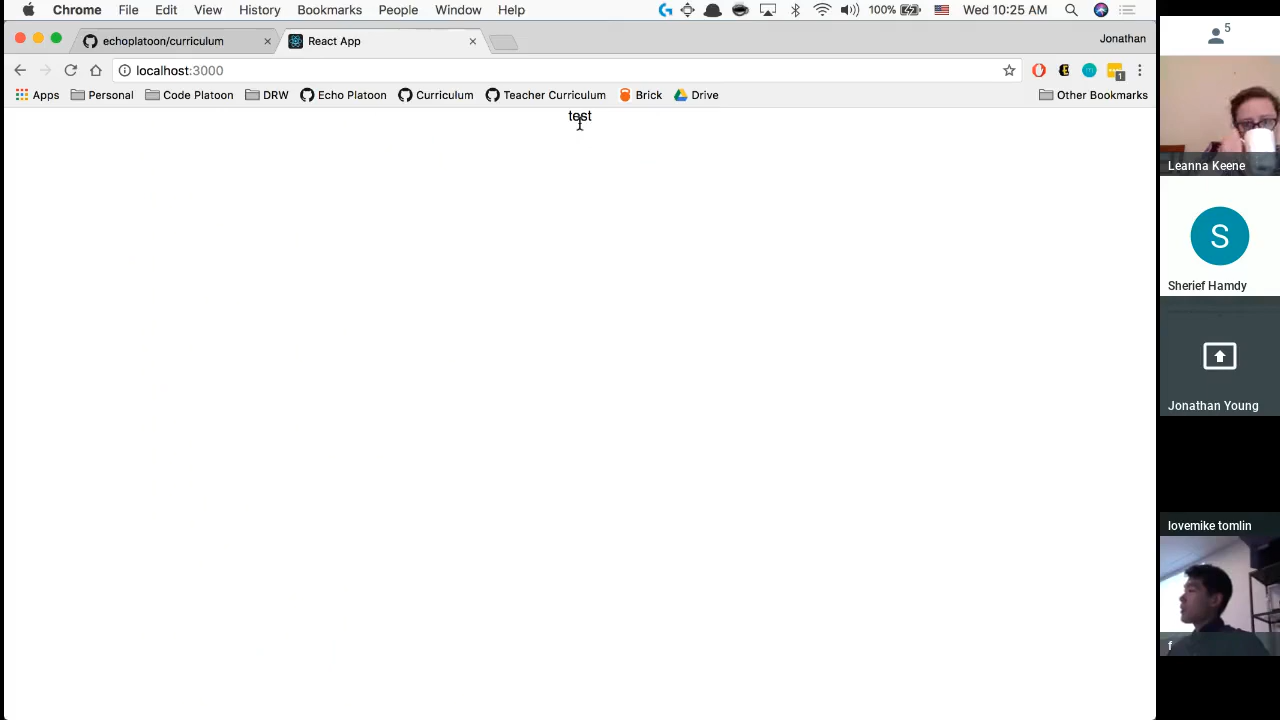 Chrome File Edit View History Bookmarks People Window Help 100% Wed 10:25 AM
echoplatoon/curriculum React App Jonathan
localhost:3000 1
Apps Personal Code Platoon DRW Echo Platoon Curriculum Teacher Curriculum Brick Drive Other Bookmarks
test
5
Leanna Keene
S
Sherief Hamdy
Jonathan Young
lovemike tomlin
f